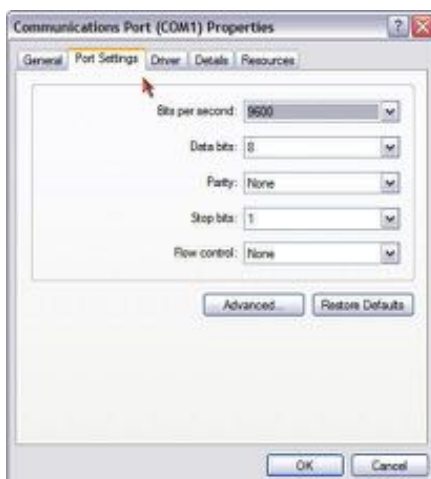 Communications Port (COM1) Properties
General Port Settings Driver Details Resources
Bits per second: 9600
Data bits: 8
Parity: None
Stop bits: 1
Flow control: None
Advanced... Restore Defaults
OK Cancel